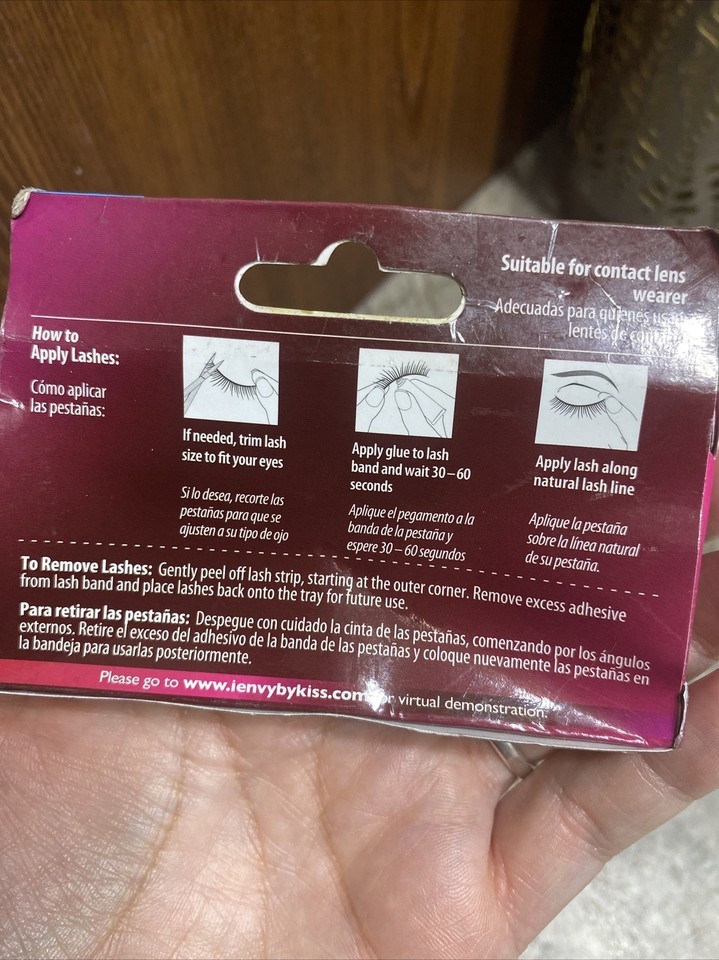 Suitable for contact lens
wearer
Adecuadas para quienes
lentes de
How to
Apply Lashes:
Cómo aplicar
las pestañas:
If needed, trim lash
size to fit your eyes
Si lo desea, recorte las
pestañas para que se
ajusten a su tipo de ojo
Apply glue to lash
band and wait 30–60
seconds
Aplique el pegamento a la
banda de la pestaña y
espere 30–60 segundos
Apply lash along
natural lash line
Aplique la pestaña
sobre la línea natural
de su pestaña.
To Remove Lashes: Gently peel off lash strip, starting at the outer corner. Remove excess adhesive
from lash band and place lashes back onto the tray for future use.
Para retirar las pestañas: Despegue con cuidado la cinta de las pestañas, comenzando por los ángulos
externos. Retire el exceso del adhesivo de la banda de las pestañas y coloque nuevamente las pestañas en
la bandeja para usarlas posteriormente.
Please go to www.ienvybykiss.com for virtual demonstration.